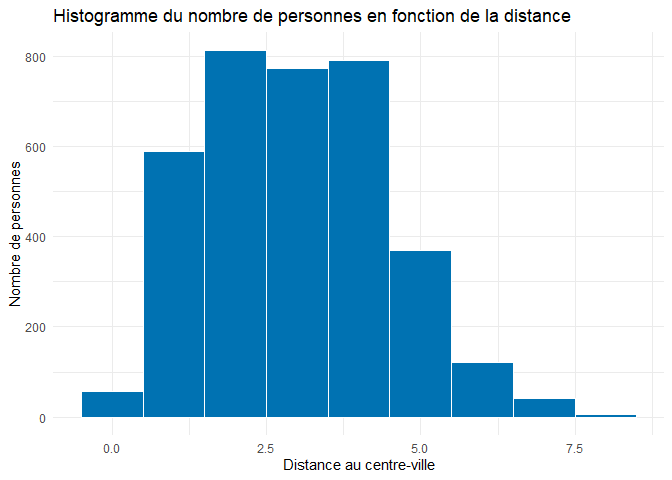 Histogramme du nombre de personnes en fonction de la distance
Nombre de personnes
800
600
400
200
0
0.0 2.5 5.0 7.5
Distance au centre-ville